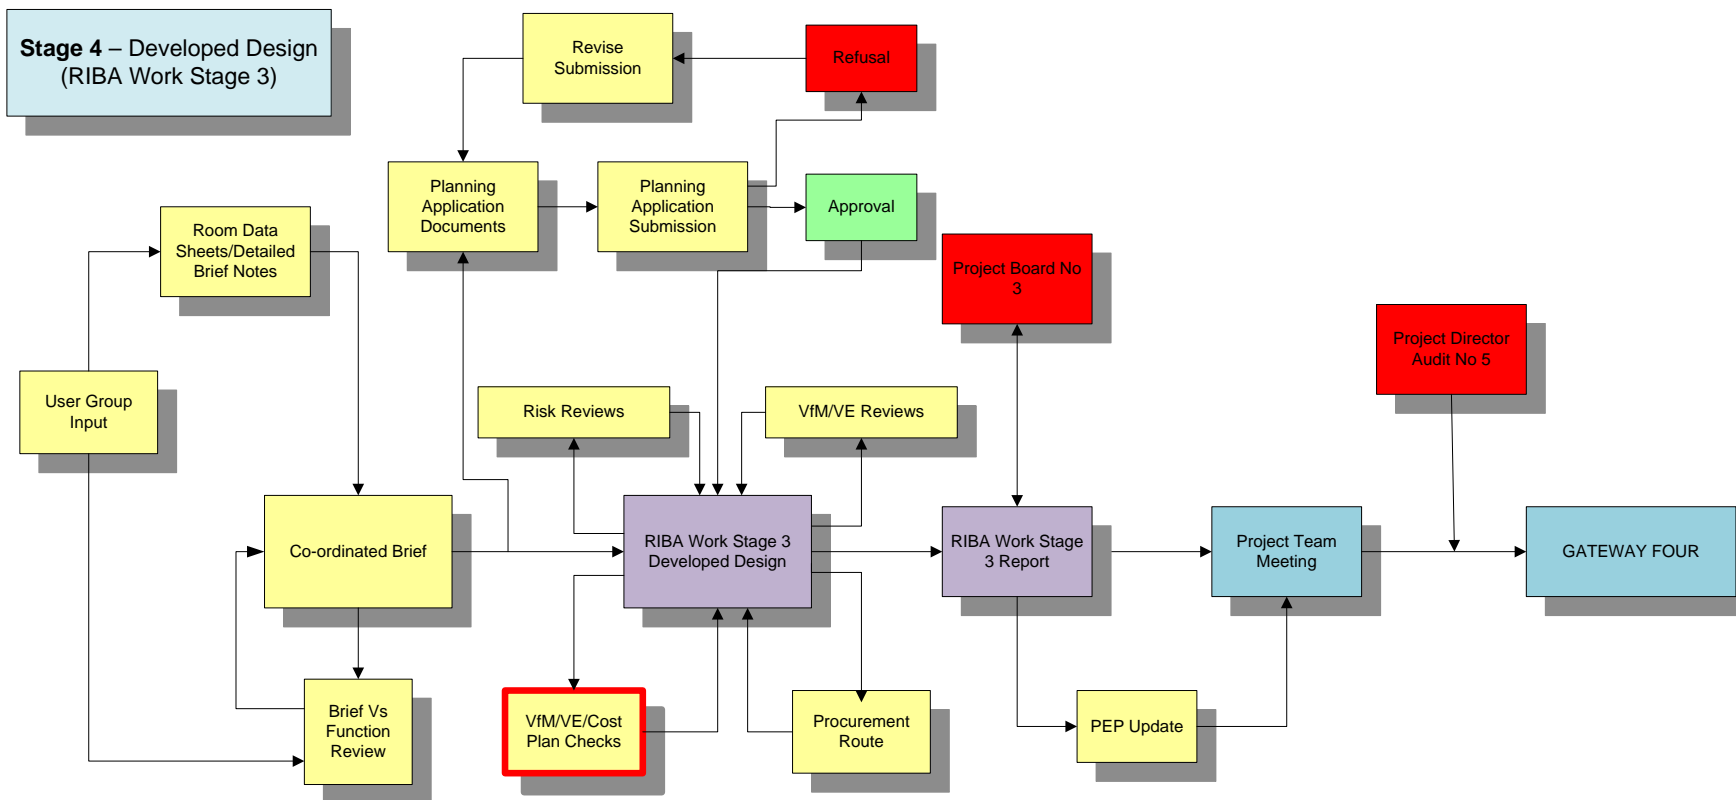 Stage 4 – Developed Design
(RIBA Work Stage 3)
Revise
Submission
Refusal
Planning
Application
Documents
Planning
Application
Submission
Approval
Room Data
Sheets/Detailed
Brief Notes
Project Board No
3
Project Director
Audit No 5
User Group
Input
Risk Reviews
VfM/VE Reviews
Co-ordinated Brief
RIBA Work Stage 3
Developed Design
RIBA Work Stage
3 Report
Project Team
Meeting
GATEWAY FOUR
Brief Vs
Function
Review
VfM/VE/Cost
Plan Checks
Procurement
Route
PEP Update